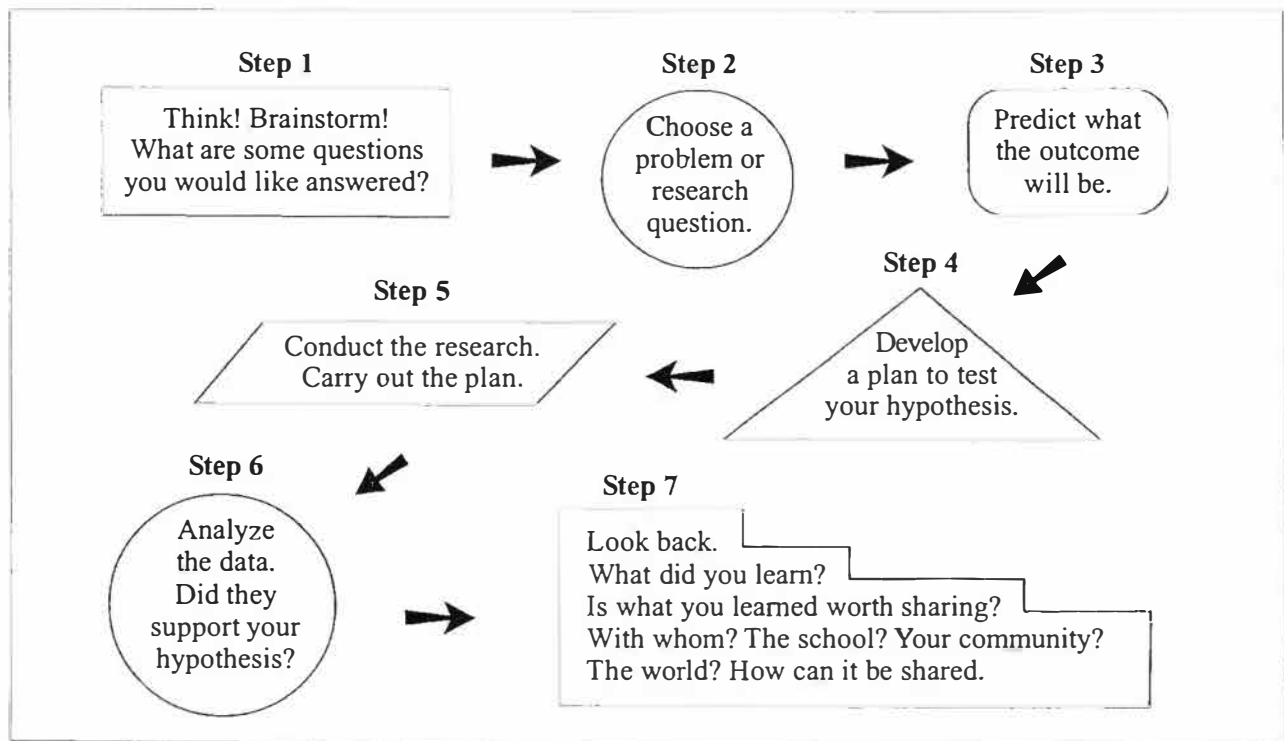 Step 1
Think! Brainstorm!
What are some questions
you would like answered?
Step 2
Choose a
problem or
research
question.
Step 3
Predict what
the outcome
will be.
Step 4
Develop
a plan to test
your hypothesis.
Step 5
Conduct the research.
Carry out the plan.
Step 6
Analyze
the data.
Did they
support your
hypothesis?
Step 7
Look back.
What did you learn?
Is what you learned worth sharing?
With whom? The school? Your community?
The world? How can it be shared.